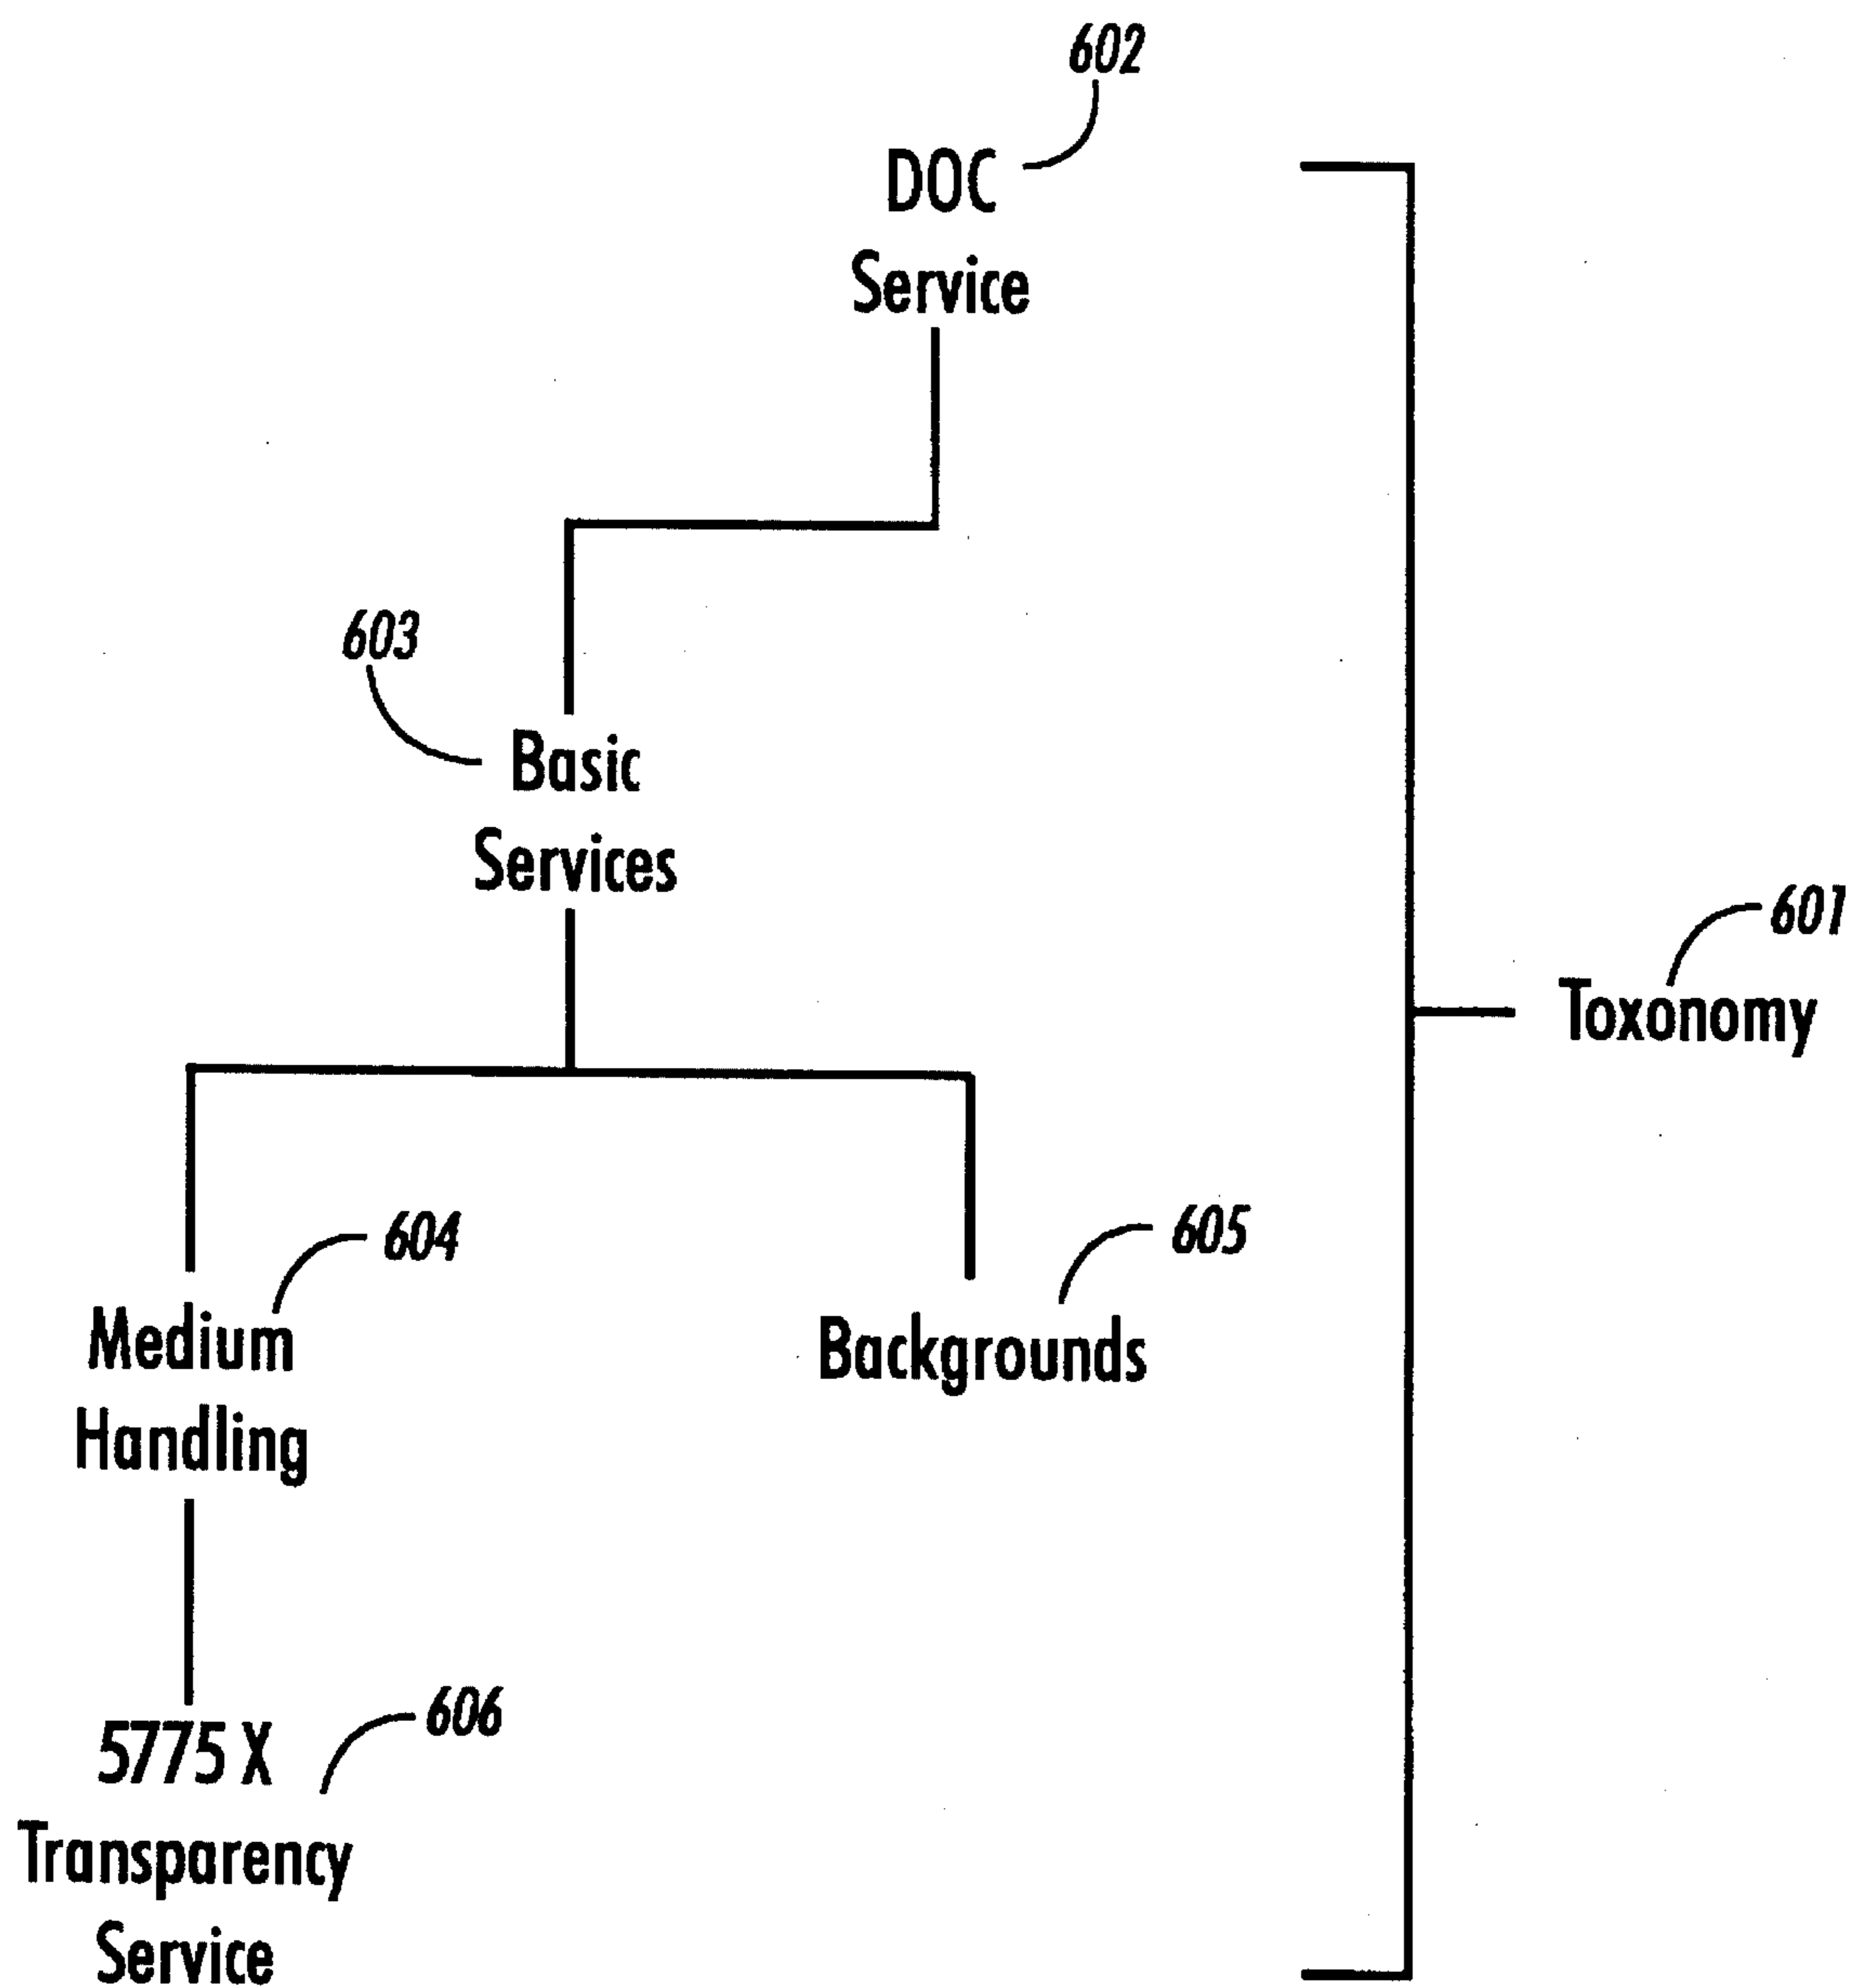 602
DOC
Service
603
Basic
Services
601
Toxonomy
604
605
Medium
Handling
Backgrounds
606
5775 X
Transparency
Service